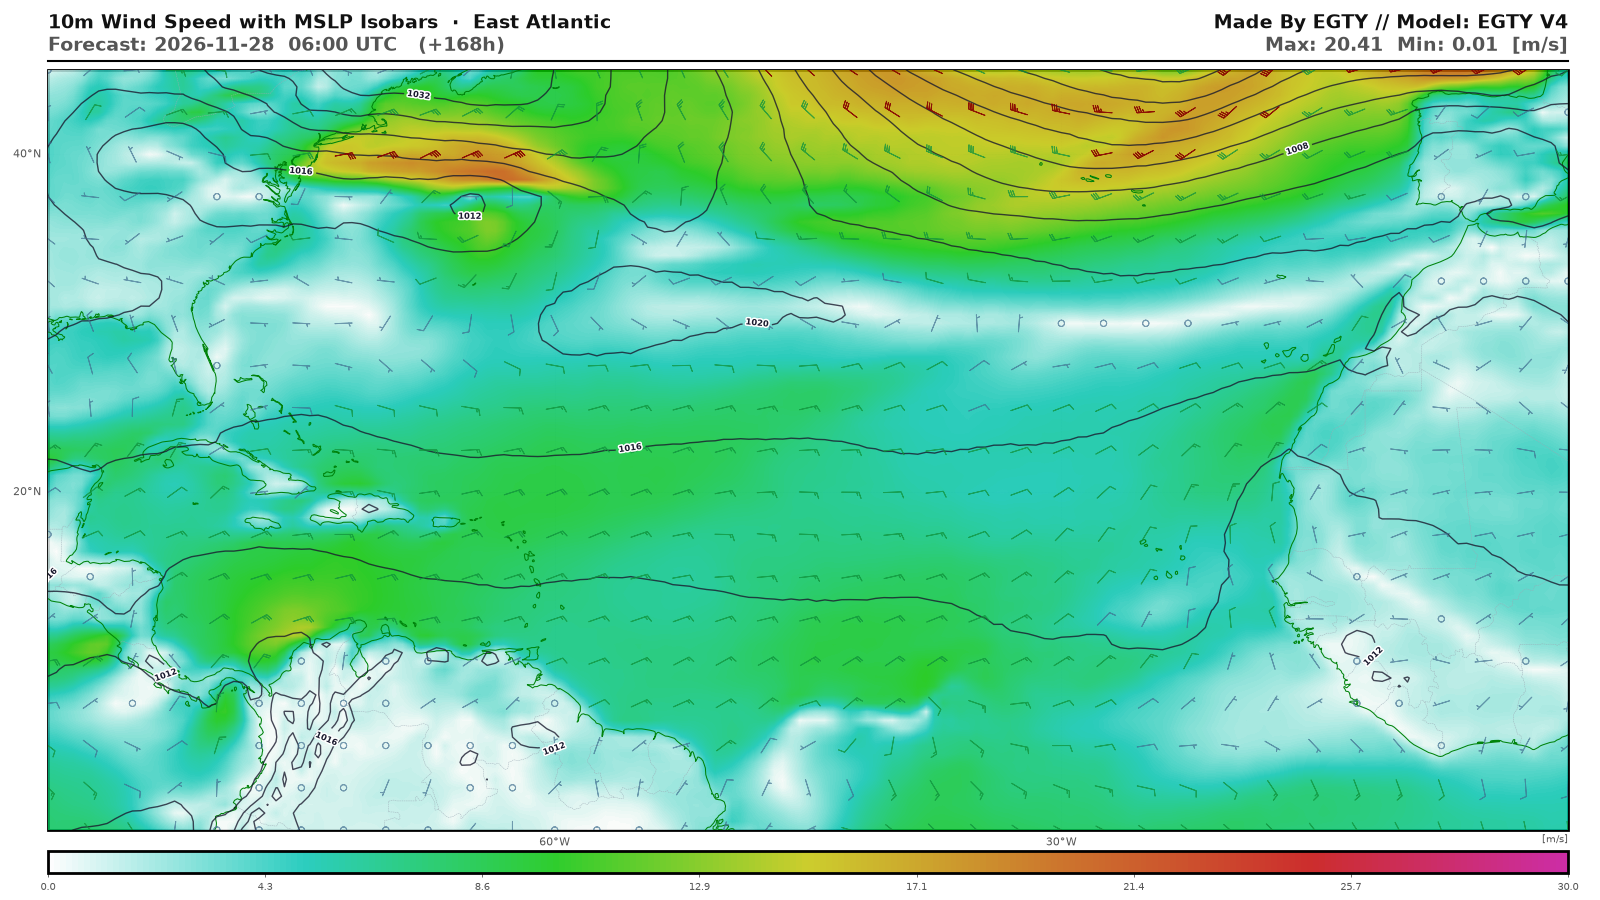 10m Wind Speed with MSLP Isobars · East Atlantic
Made By EGTY // Model: EGTY V4
Forecast: 2026-11-28 06:00 UTC (+168h)
Max: 20.41 Min: 0.01 [m/s]
1032
1008
40°N
1016
1012
1020
1016
20°N
16
1012
1012
1016
1012
60°W
30°W
[m/s]
0.0
4.3
8.6
12.9
17.1
21.4
25.7
30.0